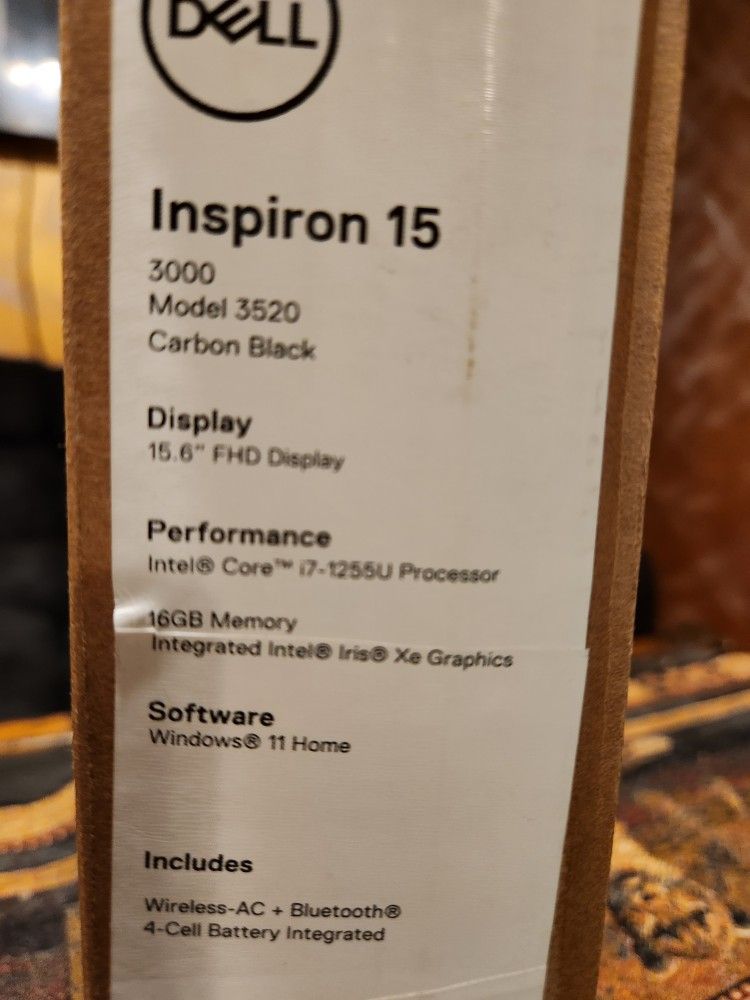 DELL
Inspiron 15
3000
Model 3520
Carbon Black
Display
15.6" FHD Display
Performance
Intel® Core™ i7-1255U Processor
16GB Memory
Integrated Intel® Iris® Xe Graphics
Software
Windows® 11 Home
Includes
Wireless-AC + Bluetooth®
4-Cell Battery Integrated